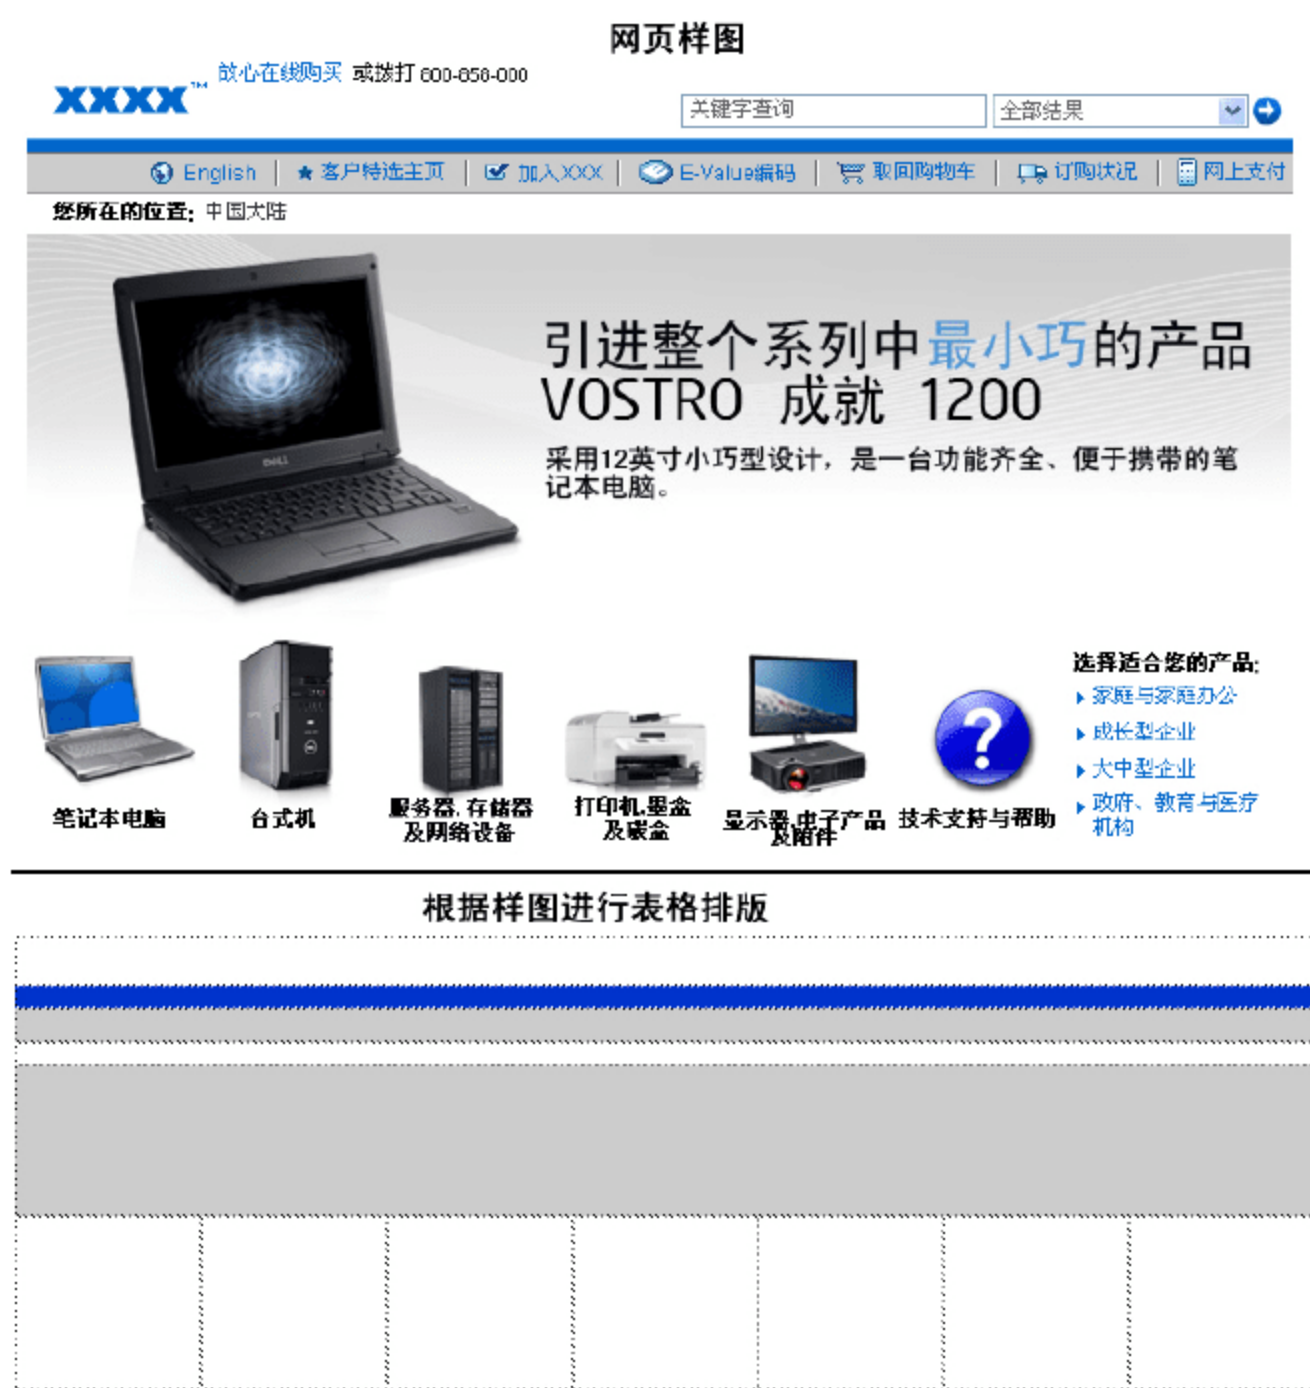 网页样图
放心在线购买 或拨打 800-858-000
XXXX™
关键字查询 全部结果
English | 客户特选主页 | 加入XXX | E-Value编码 | 取回购物车 | 订购状况 | 网上支付
您所在的位置: 中国大陆
引进整个系列中最小巧的产品
VOSTRO 成就 1200
采用12英寸小巧型设计，是一台功能齐全、便于携带的笔
记本电脑。
DELL
笔记本电脑
台式机
服务器, 存储器
及网络设备
打印机,墨盒
及碳盒
显示器,电子产品
及附件
技术支持与帮助
选择适合您的产品:
家庭与家庭办公
成长型企业
大中型企业
政府、教育与医疗
机构
根据样图进行表格排版